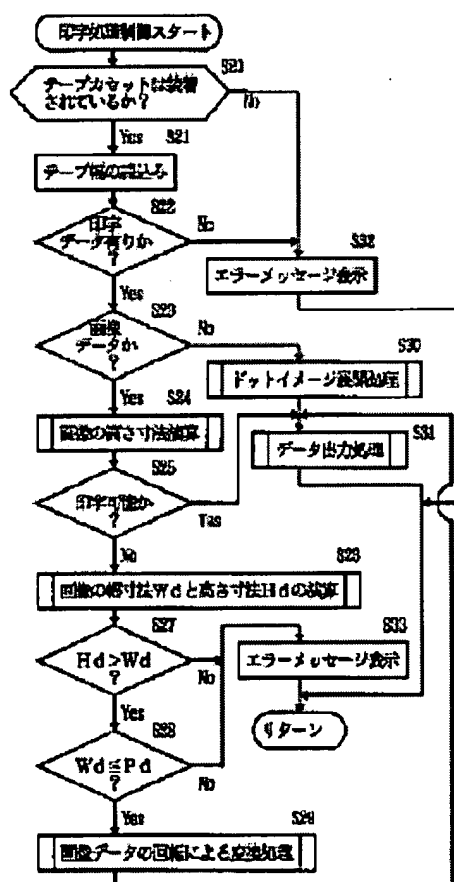 印字処理制御スタート
テープカセットは装着
されているか?
No
Yes
S21
テープ幅の読込み
S22
印字
データ有りか
?
No
S32
エラーメッセージ表示
Yes
S23
画像
データか
?
No
S30
ドットイメージ展開処理
Yes
S24
画像の高さ寸法演算
S31
データ出力処理
S25
印字可能か
?
Yes
No
画像の幅寸法Wdと高さ寸法Hdの演算
S27
Hd>Wd
?
No
S33
エラーメッセージ表示
Yes
S28
リターン
Wd≦Pd
?
No
Yes
S29
画像データの回転による変換処理